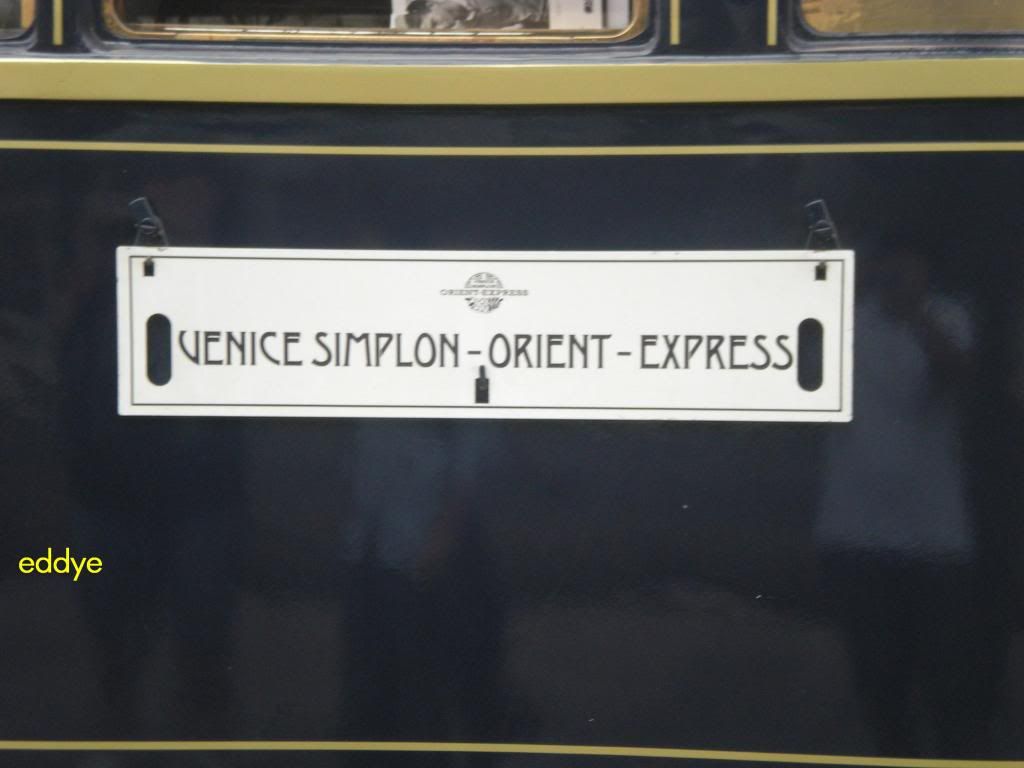 ORIENT-EXPRESS
VENICE SIMPLON-ORIENT-EXPRESS
eddye